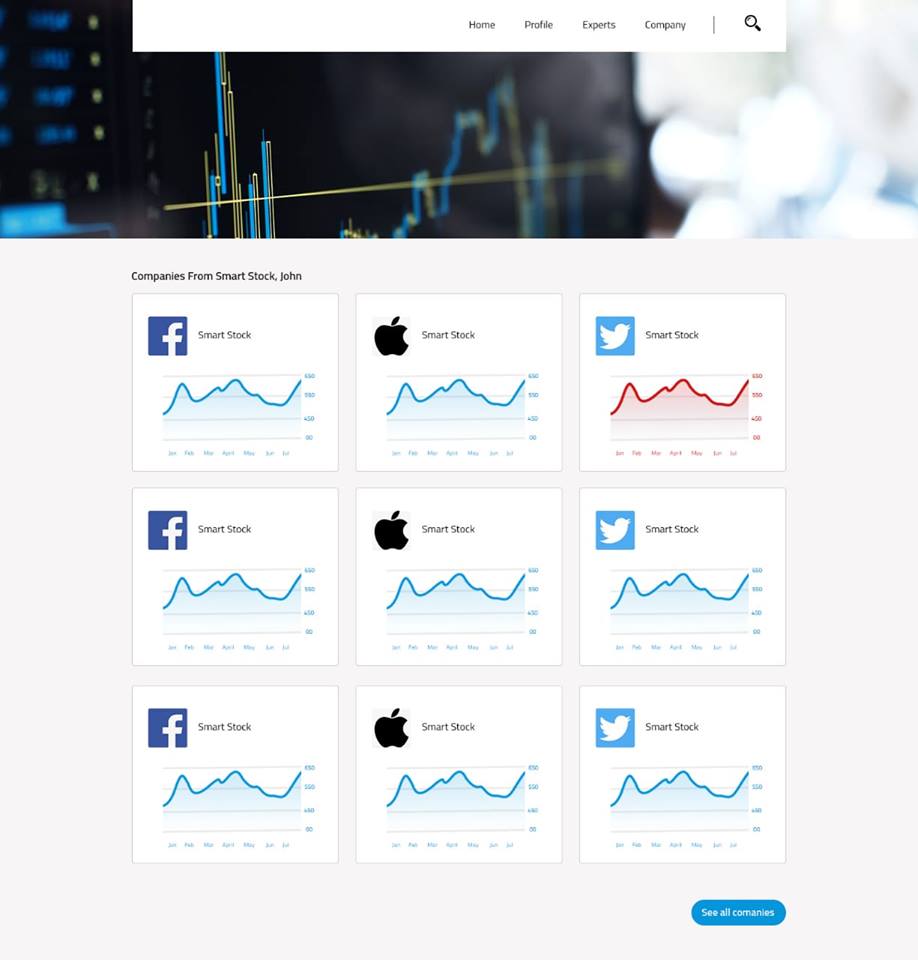 Home Profile Experts Company
Companies From Smart Stock, John
Smart Stock Smart Stock Smart Stock
650 650 650
550 550 550
450 450 450
00 00 00
Jan Feb Mar April May Jun Jul Jan Feb Mar April May Jun Jul Jan Feb Mar April May Jun Jul
Smart Stock Smart Stock Smart Stock
650 650 650
550 550 550
450 450 450
00 00 00
Jan Feb Mar April May Jun Jul Jan Feb Mar April May Jun Jul Jan Feb Mar April May Jun Jul
Smart Stock Smart Stock Smart Stock
650 650 650
550 550 550
450 450 450
00 00 00
Jan Feb Mar April May Jun Jul Jan Feb Mar April May Jun Jul Jan Feb Mar April May Jun Jul
See all comanies